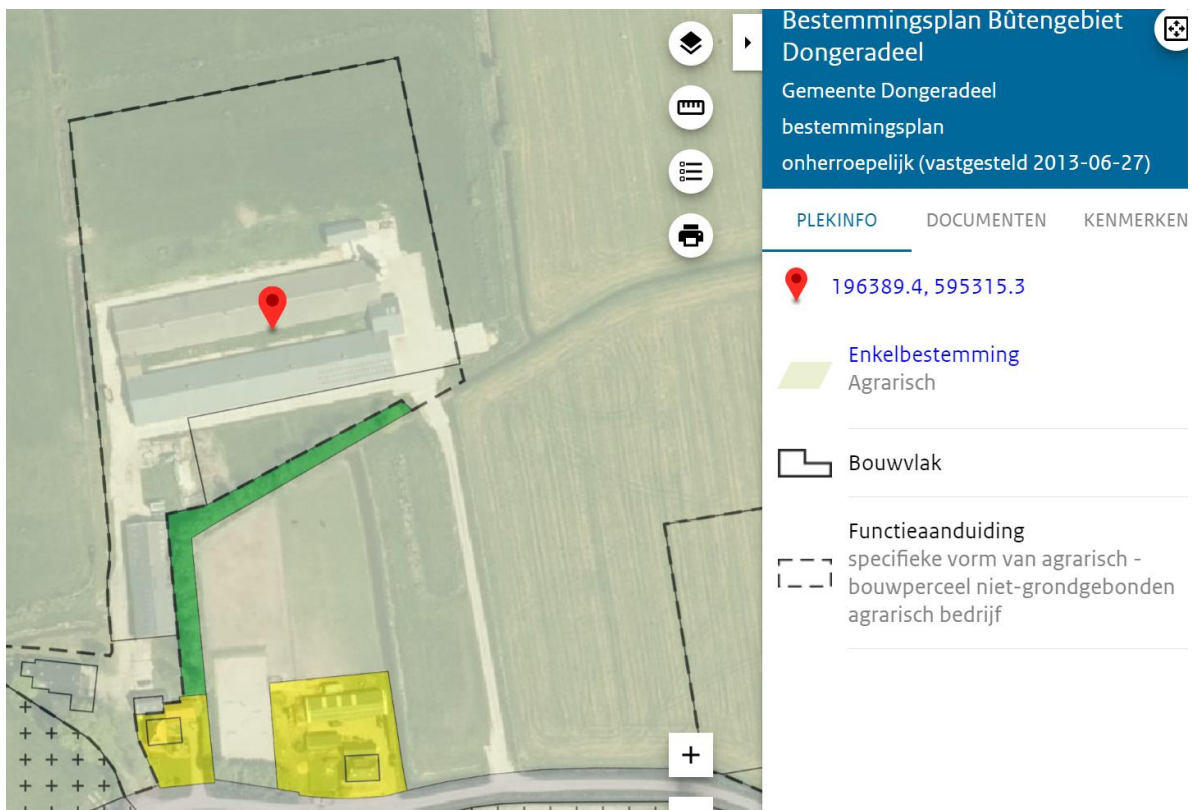 Bestemmingsplan Bûtengebiet
Dongeradeel
Gemeente Dongeradeel
bestemmingsplan
onherroepelijk (vastgesteld 2013-06-27)
PLEKINFO DOCUMENTEN KENMERKEN
196389.4, 595315.3
Enkelbestemming
Agrarisch
Bouwvlak
Functieaanduiding
specifieke vorm van agrarisch -
bouwperceel niet-grondgebonden
agrarisch bedrijf